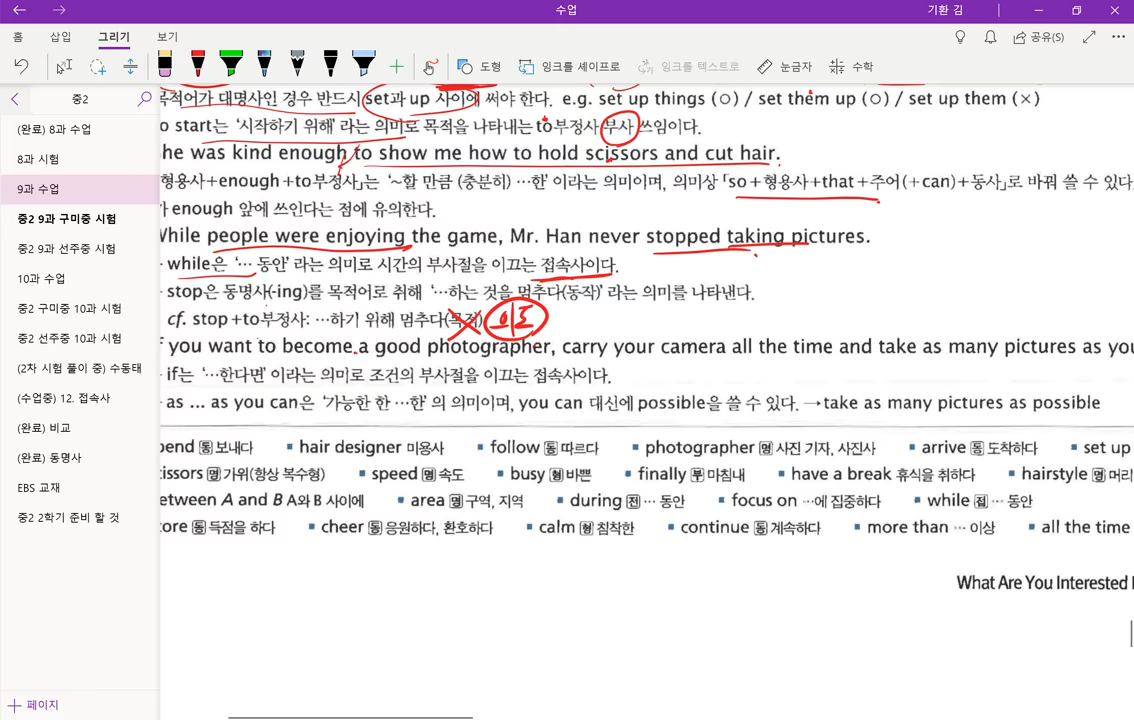 수업
기환 김
홈 삽입 그리기 보기
공유(S)
도형 잉크를 셰이프로 잉크를 텍스트로 눈금자 수학
중2
(완료) 8과 수업
8과 시험
9과 수업
중2 9과 구미중 시험
중2 9과 선주중 시험
10과 수업
중2 구미중 10과 시험
중2 선주중 10과 시험
(2차 시험 풀이 중) 수동태
(수업중) 12. 접속사
(완료) 비교
(완료) 동명사
EBS 교재
중2 2학기 준비 할 것
페이지
목적어가 대명사인 경우 반드시 set과 up 사이에 써야 한다. e.g. set up things (○) / set them up (○) / set up them (×)
o start는 '시작하기 위해' 라는 의미로 목적을 나타내는 to부정사 부사 쓰임이다.
he was kind enough to show me how to hold scissors and cut hair.
형용사+enough+to부정사」는 '~할 만큼 (충분히) …한' 이라는 의미이며, 의미상 「so+형용사+that+주어(+can)+동사」로 바꿔 쓸 수 있다
enough 앞에 쓰인다는 점에 유의한다.
While people were enjoying the game, Mr. Han never stopped taking pictures.
while은 '… 동안' 라는 의미로 시간의 부사절을 이끄는 접속사이다.
stop은 동명사(-ing)를 목적어로 취해 '…하는 것을 멈추다(동작)' 라는 의미를 나타낸다.
cf. stop+to부정사: …하기 위해 멈추다(목적) 의도
f you want to become a good photographer, carry your camera all the time and take as many pictures as you
if는 '…한다면' 이라는 의미로 조건의 부사절을 이끄는 접속사이다.
as ... as you can은 '가능한 한 …한' 의 의미이며, you can 대신에 possible을 쓸 수 있다. →take as many pictures as possible
pend 동 보내다 ▪ hair designer 미용사 ▪ follow 동 따르다 ▪ photographer 명 사진 기자, 사진사 ▪ arrive 동 도착하다 ▪ set up
cissors 명 가위(항상 복수형) ▪ speed 명 속도 ▪ busy 형 바쁜 ▪ finally 부 마침내 ▪ have a break 휴식을 취하다 ▪ hairstyle 명 머리
etween A and B A와 B 사이에 ▪ area 명 구역, 지역 ▪ during 전 … 동안 ▪ focus on …에 집중하다 ▪ while 접 … 동안
core 동 득점을 하다 ▪ cheer 동 응원하다, 환호하다 ▪ calm 형 침착한 ▪ continue 동 계속하다 ▪ more than … 이상 ▪ all the time
What Are You Interested